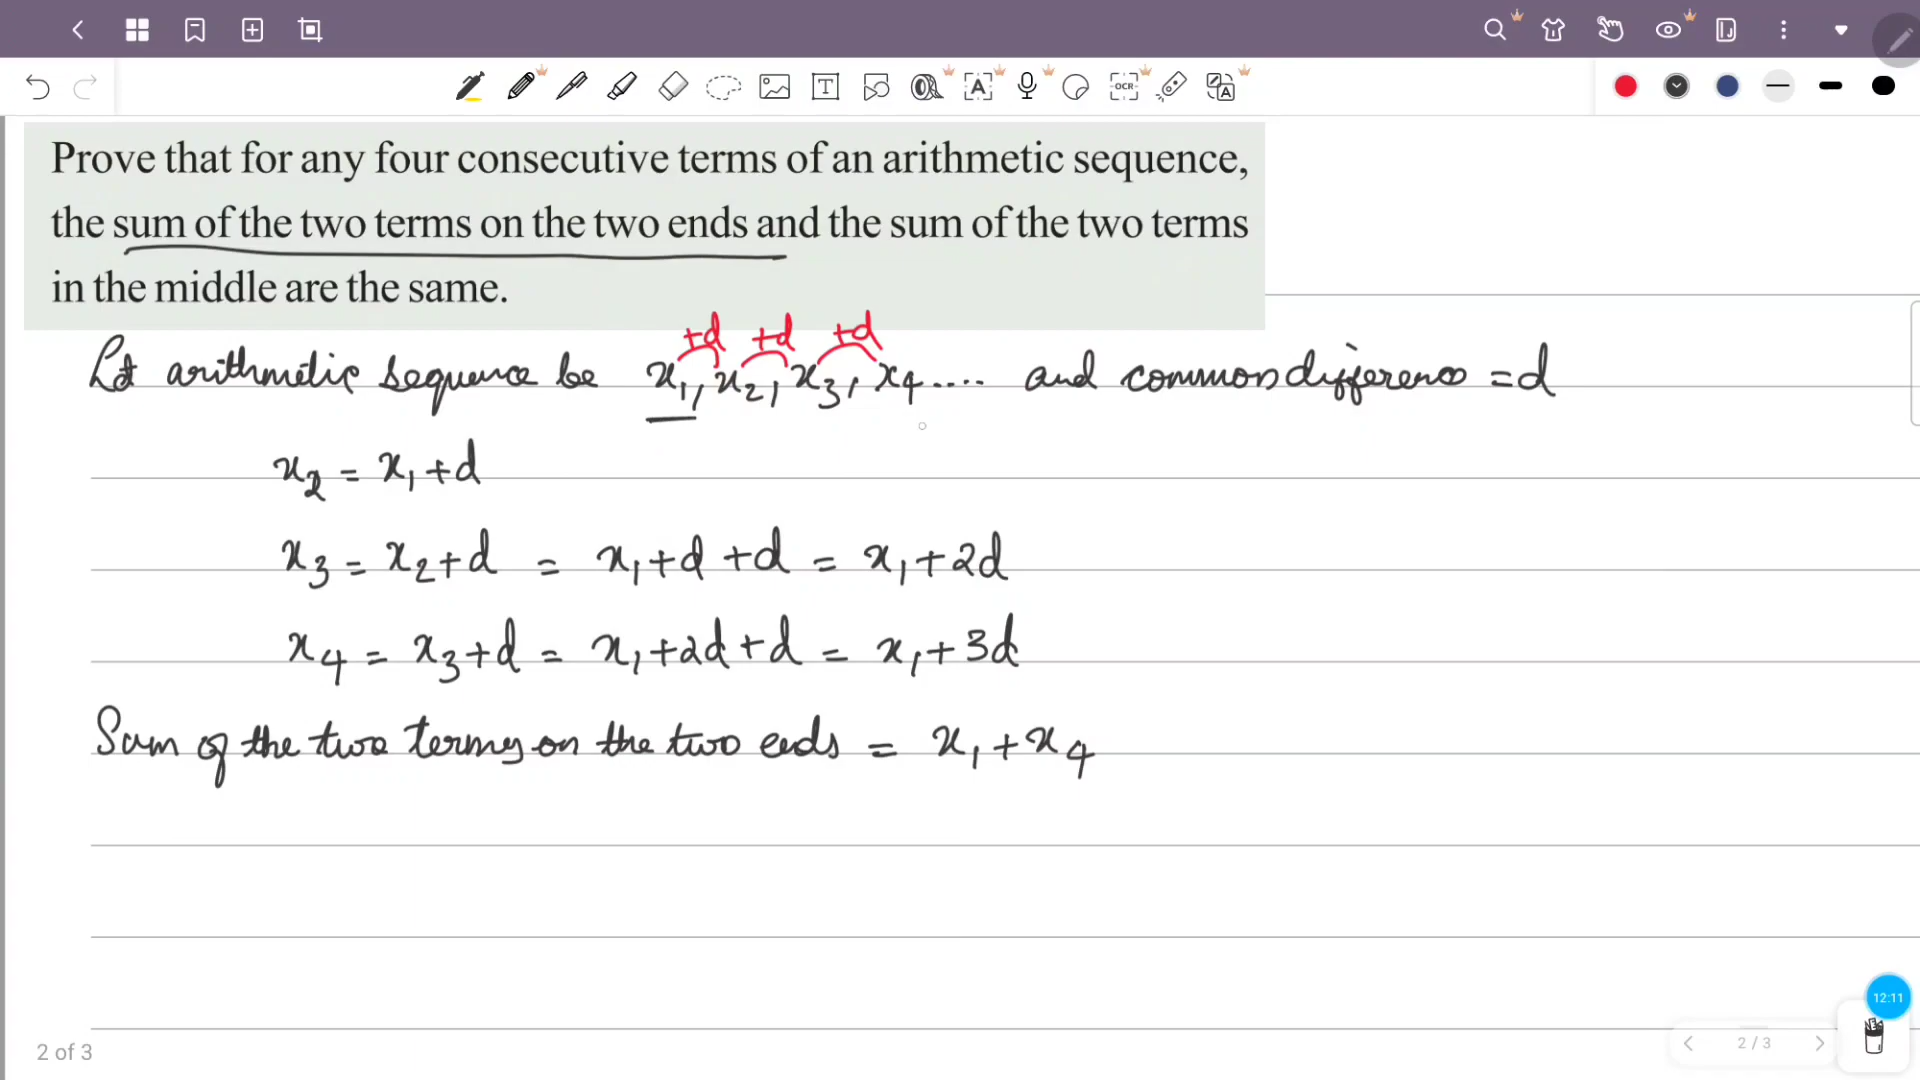 OCR
Prove that for any four consecutive terms of an arithmetic sequence,
the sum of the two terms on the two ends and the sum of the two terms
in the middle are the same.
+d +d +d
Let arithmetic sequence be x₁, x₂, x₃, x₄.... and common difference = d
x₂ = x₁ + d
x₃ = x₂ + d = x₁ + d + d = x₁ + 2d
x₄ = x₃ + d = x₁ + 2d + d = x₁ + 3d
Sum of the two terms on the two ends = x₁ + x₄
12:11
2 of 3
2 / 3